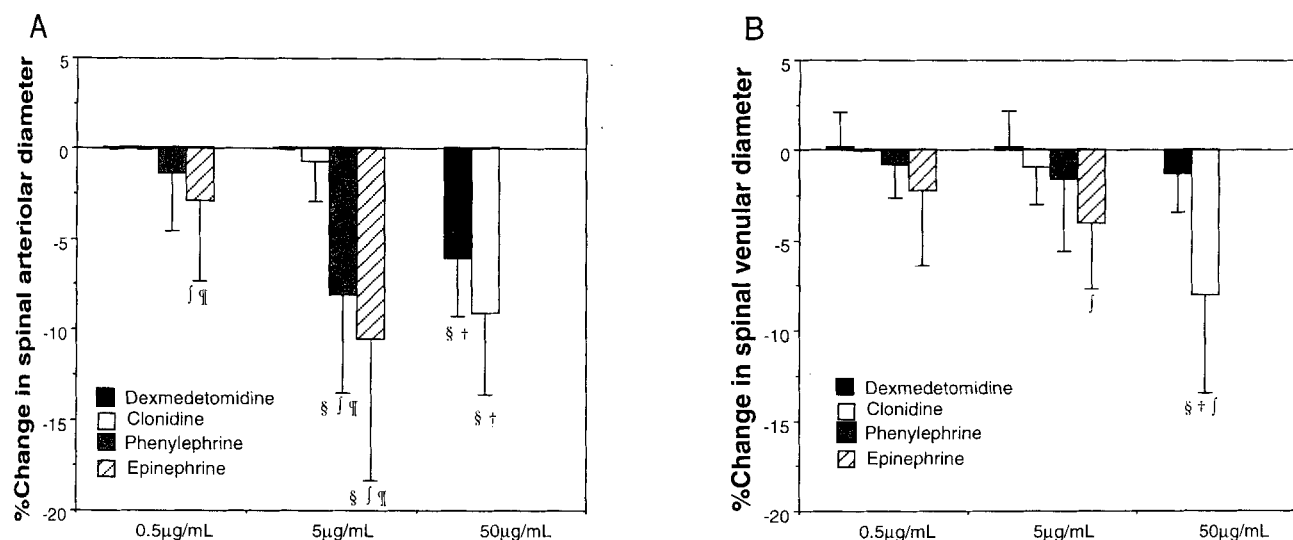 A
%Change in spinal arteriolar diameter
5
0
-5
-10
-15
-20
∫ ¶
§ ∫ ¶
§ ∫ ¶
§ †
§ †
Dexmedetomidine
Clonidine
Phenylephrine
Epinephrine
0.5µg/mL
5µg/mL
50µg/mL
B
%Change in spinal venular diameter
5
0
-5
-10
-15
-20
∫
§ † ∫
Dexmedetomidine
Clonidine
Phenylephrine
Epinephrine
0.5µg/mL
5µg/mL
50µg/mL